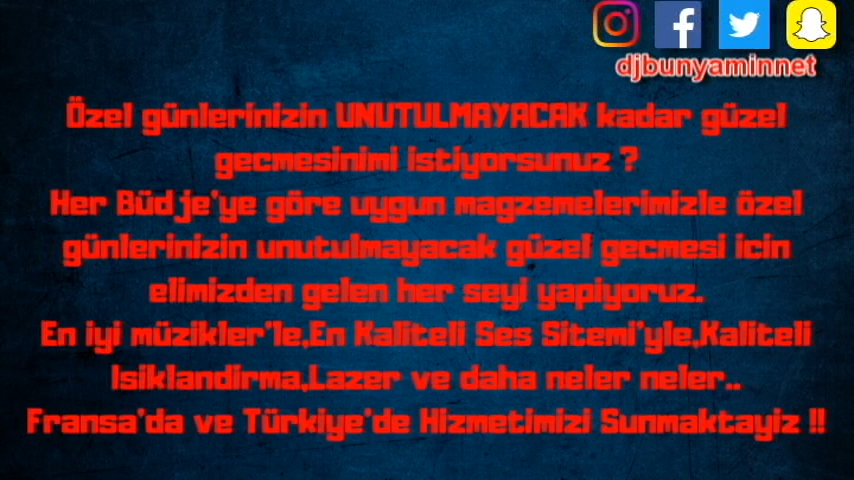 djbunyaminnet
Özel günlerinizin UNUTULMAYACAK kadar güzel
gecmesinimi istiyorsunuz ?
Her Büdje'ye göre uygun magzemelerimizle özel
günlerinizin unutulmayacak güzel gecmesi icin
elimizden gelen her seyi yapiyoruz.
En iyi müzikler'le,En Kaliteli Ses Sitemi'yle,Kaliteli
Isiklandirma,Lazer ve daha neler neler..
Fransa'da ve Türkiye'de Hizmetimizi Sunmaktayiz !!